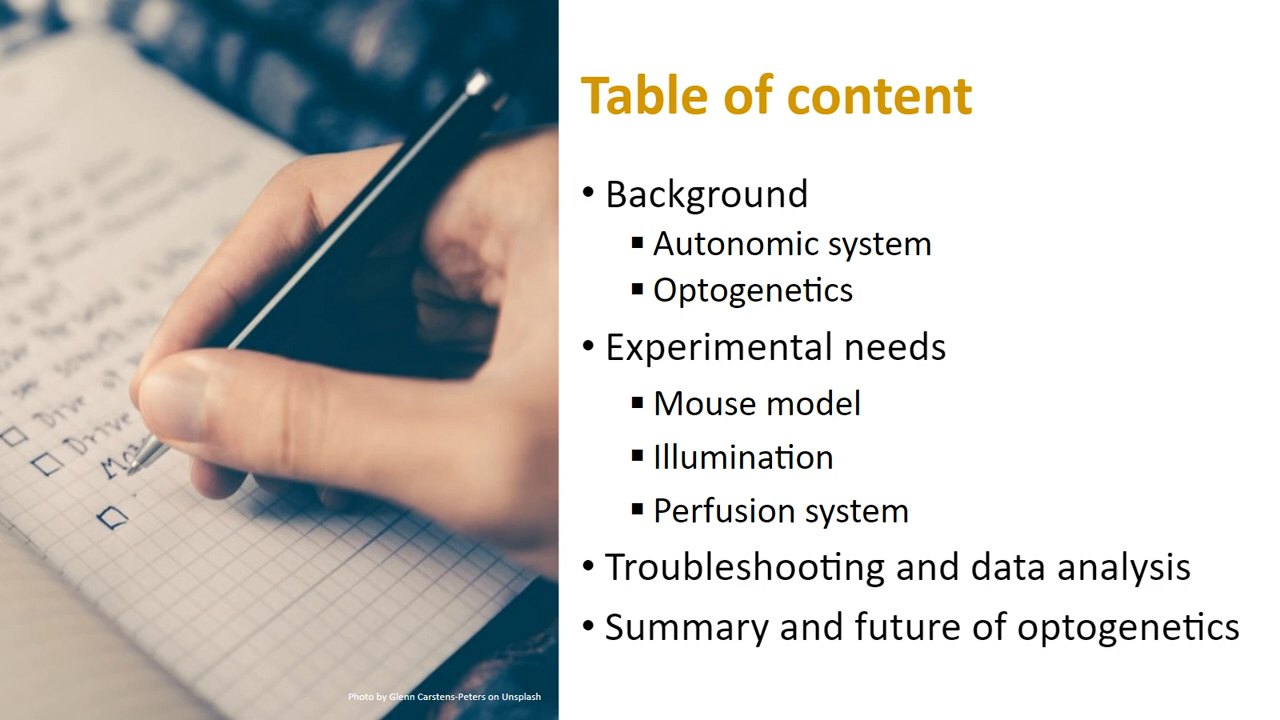 Table of content
• Background
▪ Autonomic system
▪ Optogenetics
• Experimental needs
▪ Mouse model
▪ Illumination
▪ Perfusion system
• Troubleshooting and data analysis
• Summary and future of optogenetics
Drive
Photo by Glenn Carstens-Peters on Unsplash